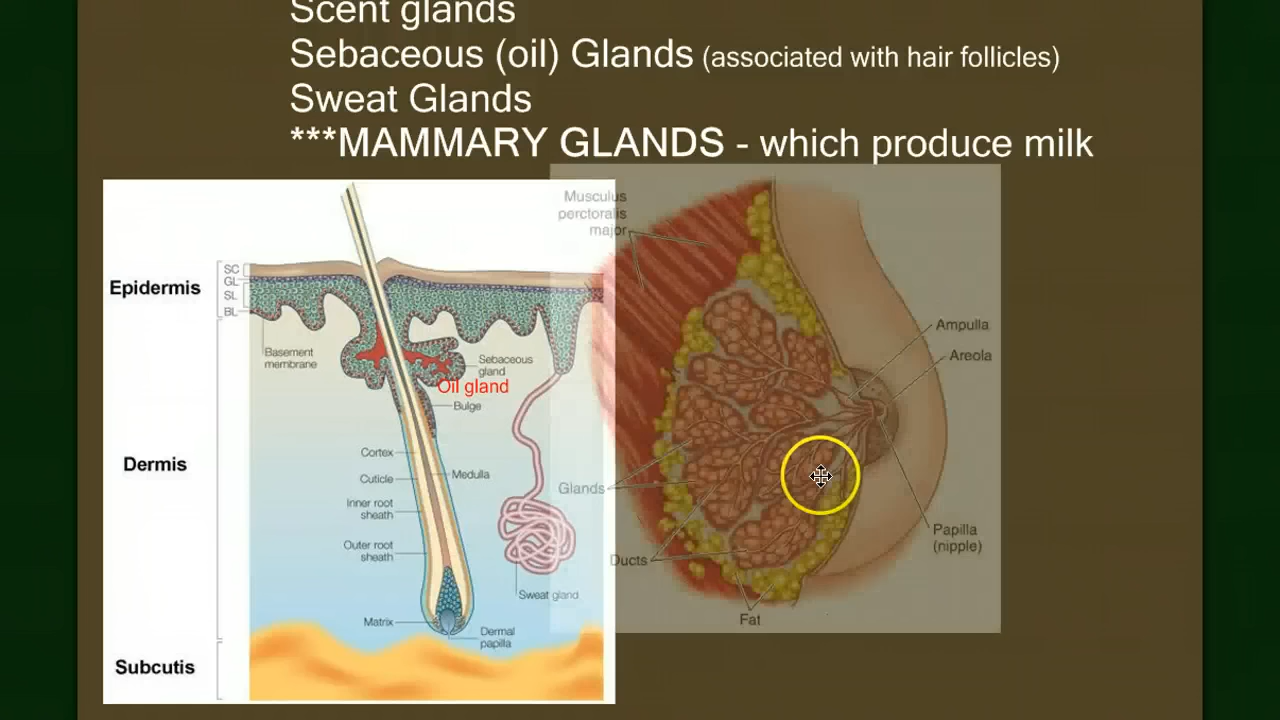 Scent glands
Sebaceous (oil) Glands (associated with hair follicles)
Sweat Glands
***MAMMARY GLANDS - which produce milk
Epidermis
SC
GL
SL
BL
Basement
membrane
Sebaceous
gland
Oil gland
Bulge
Dermis
Cortex
Medulla
Cuticle
Inner root
sheath
Outer root
sheath
Sweat gland
Matrix
Dermal
papilla
Subcutis
Musculus
perctoralis
major
Ampulla
Areola
Glands
Ducts
Papilla
(nipple)
Fat